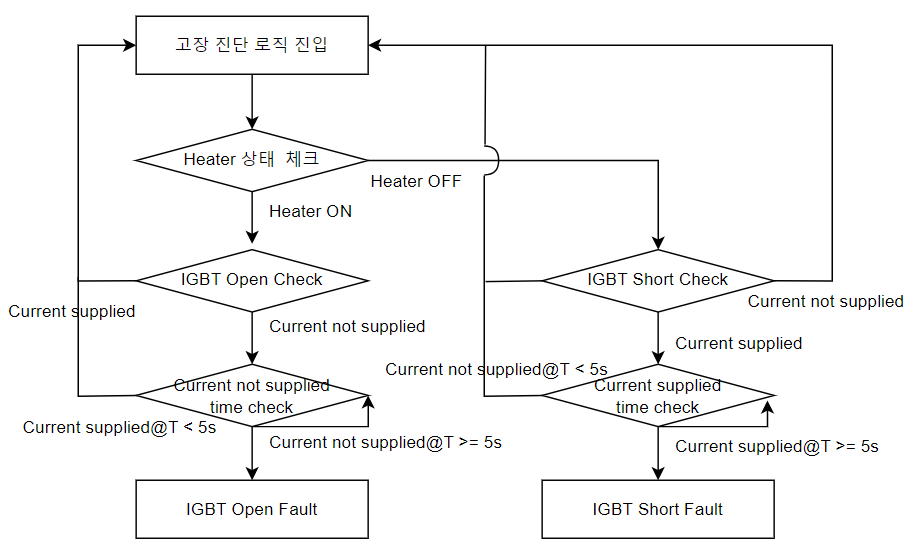 고장 진단 로직 진입
Heater 상태 체크
Heater OFF
Heater ON
IGBT Open Check
IGBT Short Check
Current supplied
Current not supplied
Current not supplied
Current supplied
Current not supplied@T < 5s
Current not supplied
time check
Current supplied
time check
Current supplied@T < 5s
Current not supplied@T >= 5s
Current supplied@T >= 5s
IGBT Open Fault
IGBT Short Fault